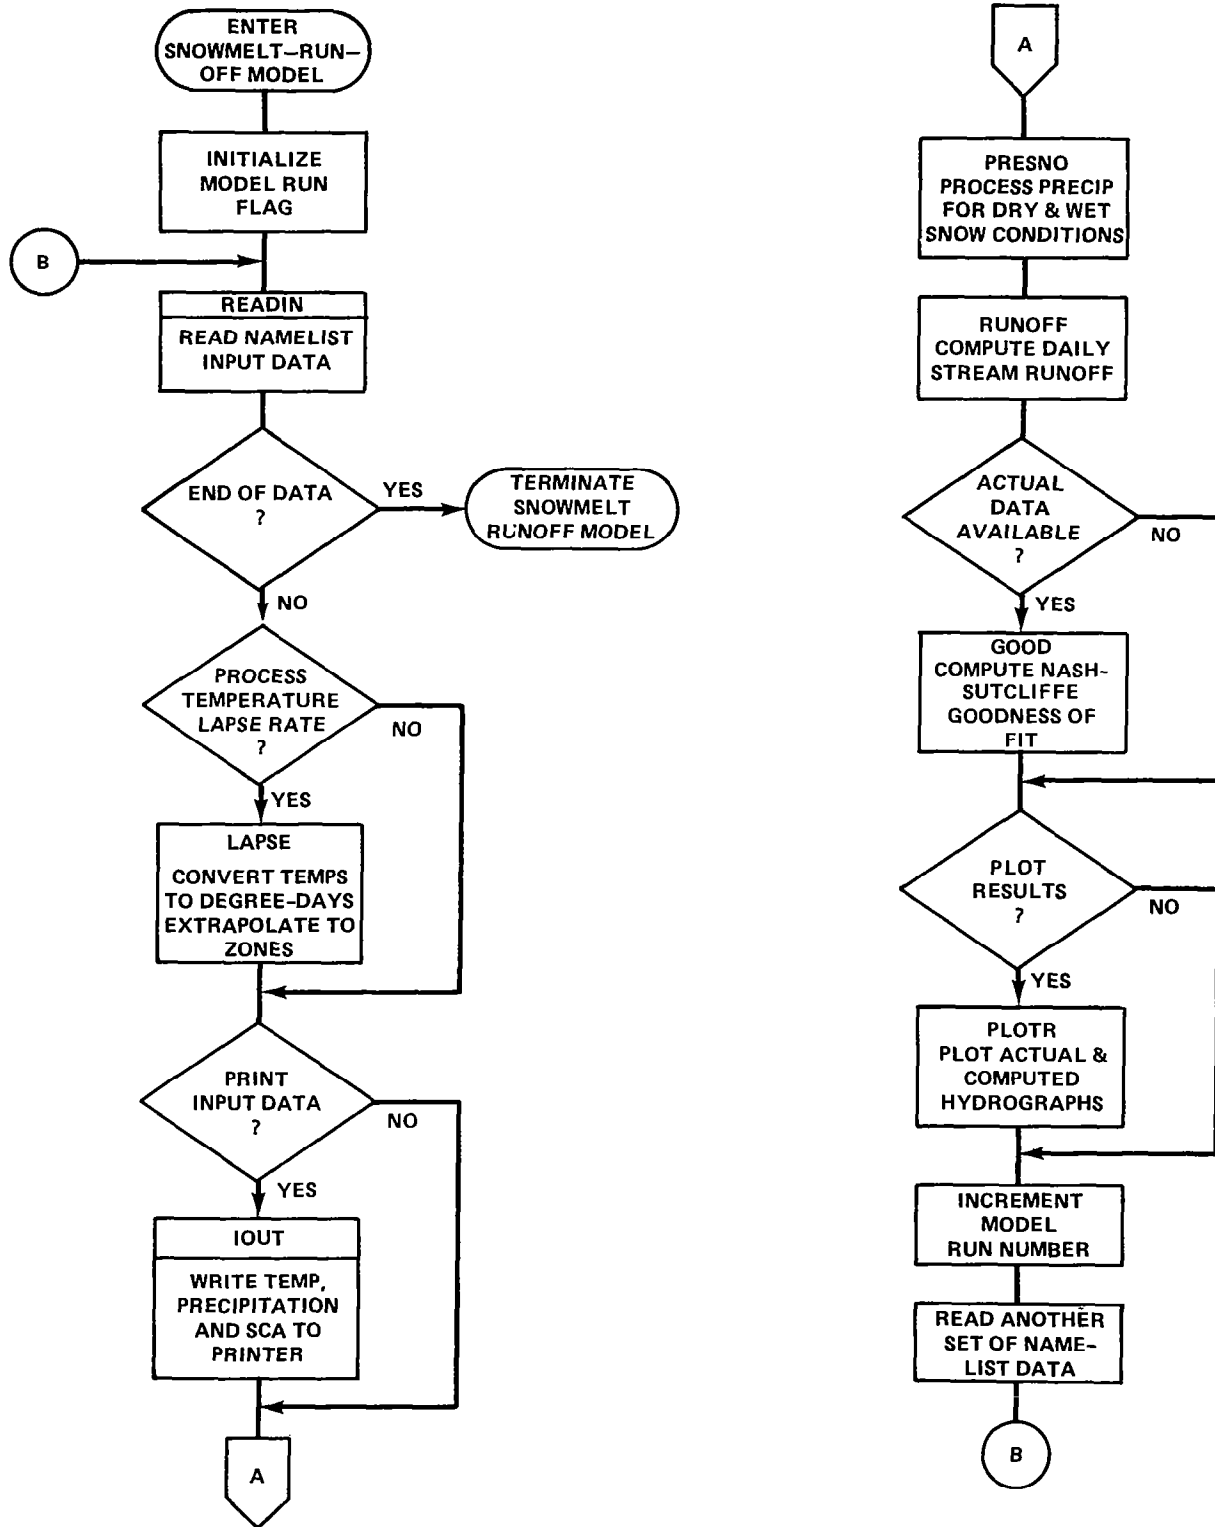 ENTER
SNOWMELT–RUN–
OFF MODEL
INITIALIZE
MODEL RUN
FLAG
B
READIN
READ NAMELIST
INPUT DATA
END OF DATA
?
YES
TERMINATE
SNOWMELT
RUNOFF MODEL
NO
PROCESS
TEMPERATURE
LAPSE RATE
?
NO
YES
LAPSE
CONVERT TEMPS
TO DEGREE-DAYS
EXTRAPOLATE TO
ZONES
PRINT
INPUT DATA
?
NO
YES
IOUT
WRITE TEMP,
PRECIPITATION
AND SCA TO
PRINTER
A
A
PRESNO
PROCESS PRECIP
FOR DRY & WET
SNOW CONDITIONS
RUNOFF
COMPUTE DAILY
STREAM RUNOFF
ACTUAL
DATA
AVAILABLE
?
NO
YES
GOOD
COMPUTE NASH-
SUTCLIFFE
GOODNESS OF
FIT
PLOT
RESULTS
?
NO
YES
PLOTR
PLOT ACTUAL &
COMPUTED
HYDROGRAPHS
INCREMENT
MODEL
RUN NUMBER
READ ANOTHER
SET OF NAME-
LIST DATA
B